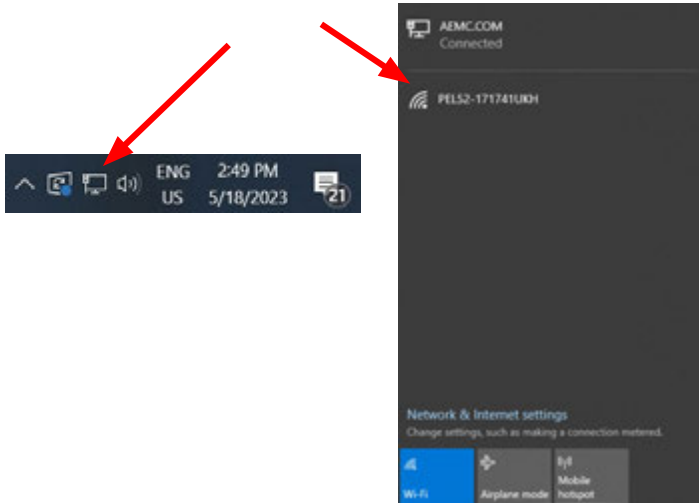 AEMC.COM
Connected
PEL52-171741UKH
ENG
US
2:49 PM
5/18/2023
21
Network & Internet settings
Change settings, such as making a connection metered.
Wi-Fi
Airplane mode
Mobile
hotspot